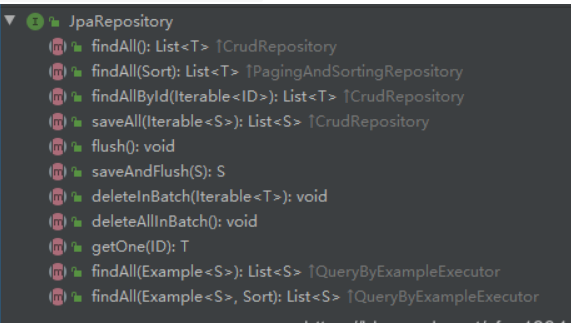 JpaRepository
findAll(): List<T> ↑CrudRepository
findAll(Sort): List<T> ↑PagingAndSortingRepository
findAllById(Iterable<ID>): List<T> ↑CrudRepository
saveAll(Iterable<S>): List<S> ↑CrudRepository
flush(): void
saveAndFlush(S): S
deleteInBatch(Iterable<T>): void
deleteAllInBatch(): void
getOne(ID): T
findAll(Example<S>): List<S> ↑QueryByExampleExecutor
findAll(Example<S>, Sort): List<S> ↑QueryByExampleExecutor